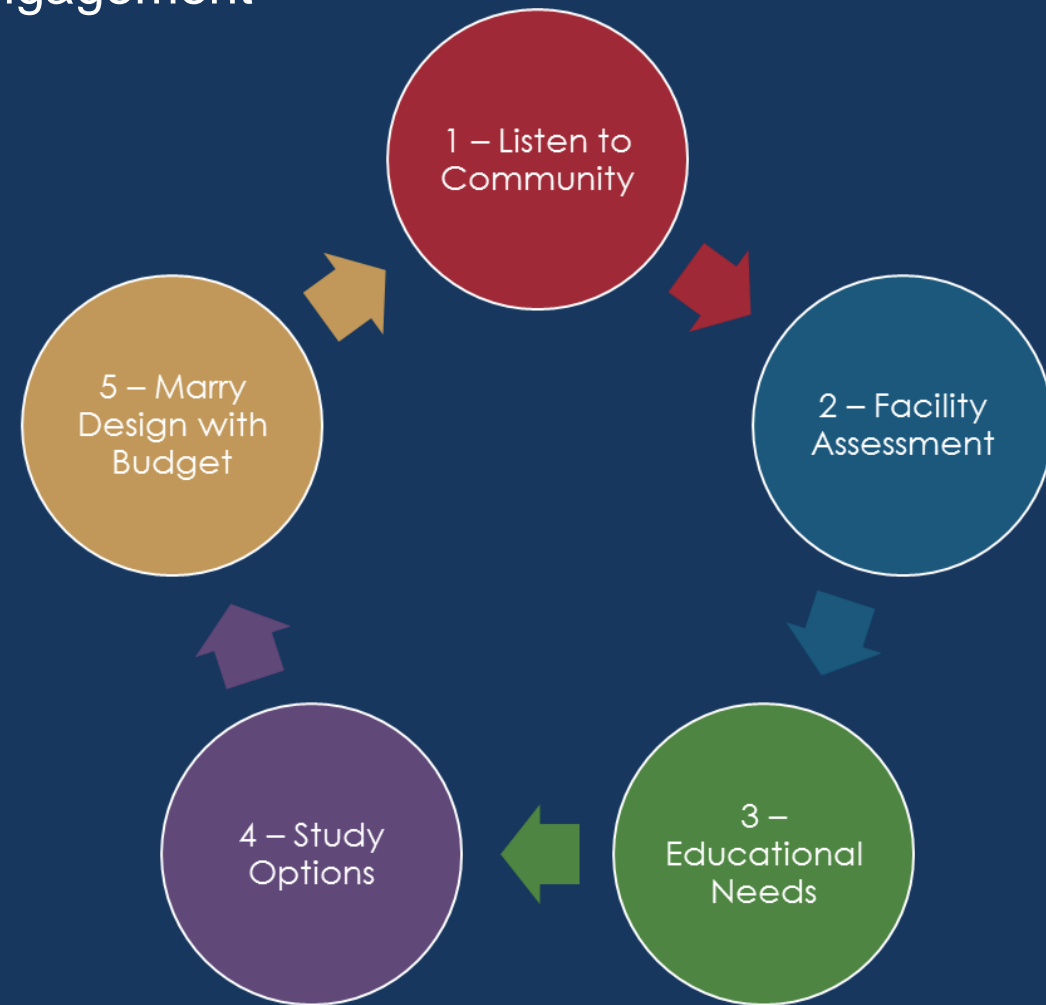 1 – Listen to
Community
2 – Facility
Assessment
3 –
Educational
Needs
4 – Study
Options
5 – Marry
Design with
Budget